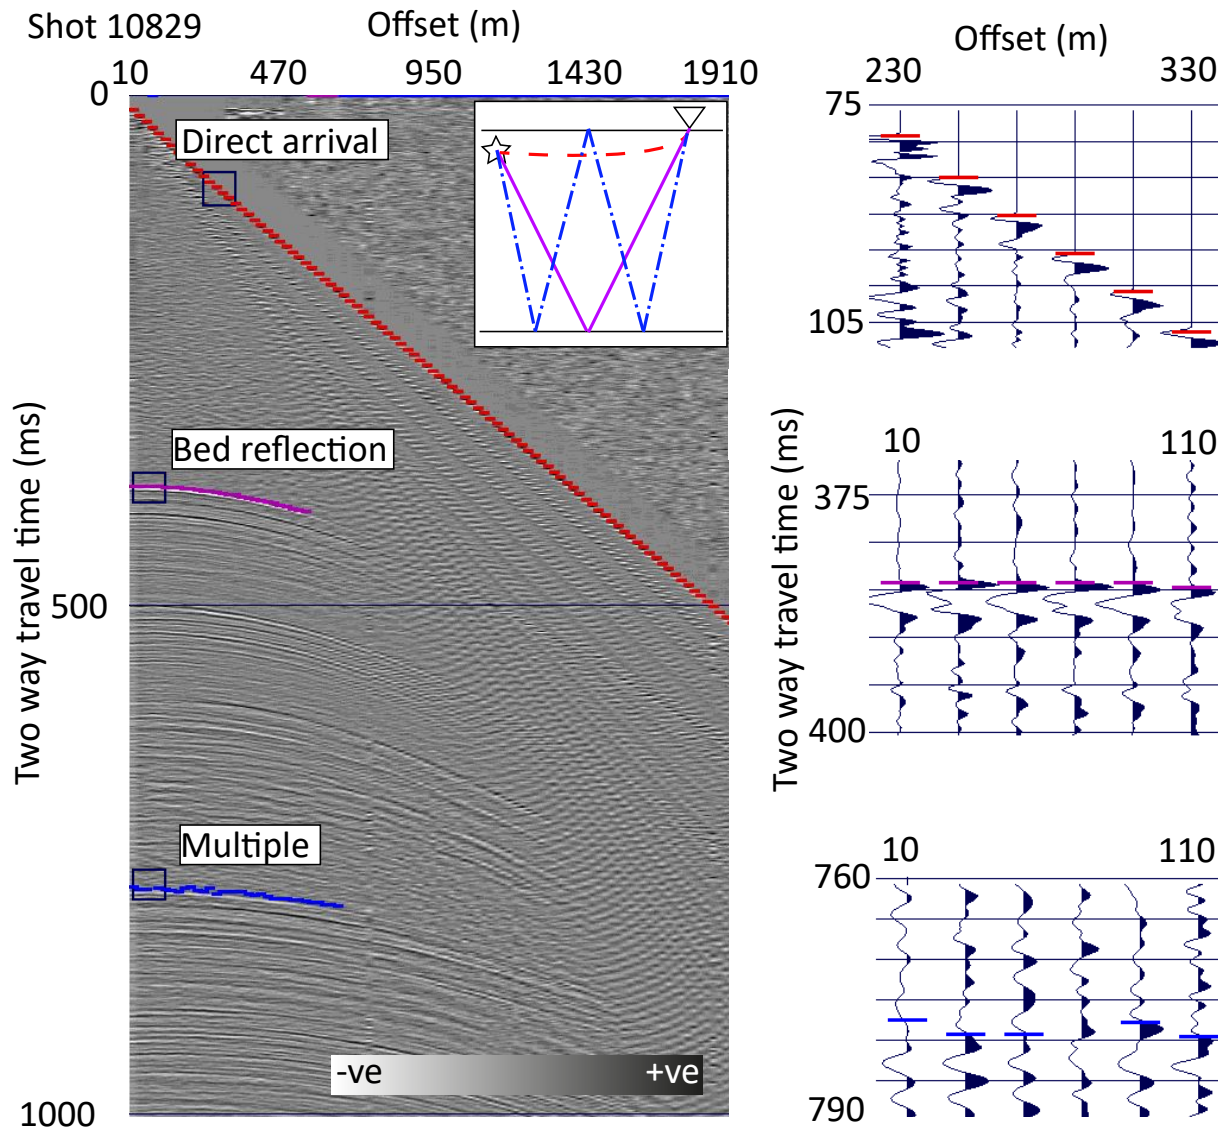 Shot 10829
Offset (m)
10 470 950 1430 1910
0
Direct arrival
Bed reflection
500
Multiple
-ve +ve
1000
Two way travel time (ms)
Offset (m)
230 330
75
105
10 110
375
400
Two way travel time (ms)
10 110
760
790